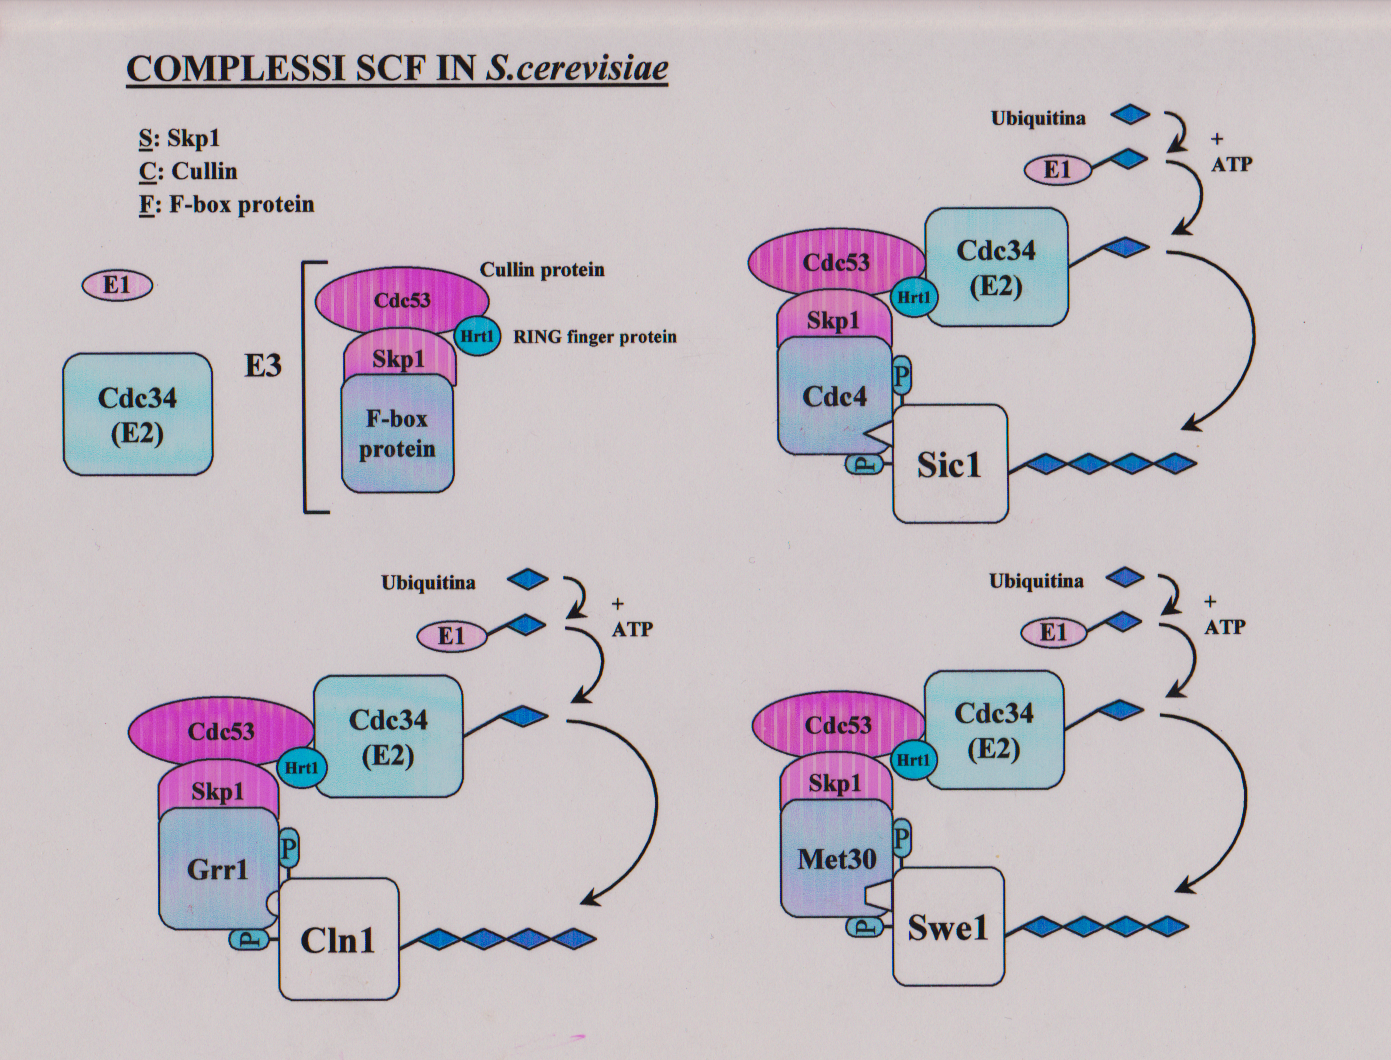 COMPLESSI SCF IN S.cerevisiae
S: Skp1
C: Cullin
F: F-box protein
E1
Cdc34
(E2)
E3
Cdc53
Cullin protein
Hrt1
RING finger protein
Skp1
F-box
protein
Ubiquitina
+
ATP
E1
Cdc53
Cdc34
(E2)
Hrt1
Skp1
Cdc4
P
P
Sic1
Ubiquitina
+
ATP
E1
Cdc53
Cdc34
(E2)
Hrt1
Skp1
Grr1
P
P
Cln1
Ubiquitina
+
ATP
E1
Cdc53
Cdc34
(E2)
Hrt1
Skp1
Met30
P
P
Swe1